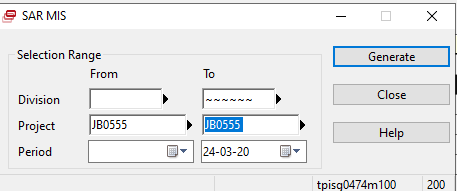 SAR MIS
Selection Range
From To
Generate
Division ~~~~~~
Close
Project JB0555 JB0555
Help
Period 24-03-20
tpisq0474m100 200